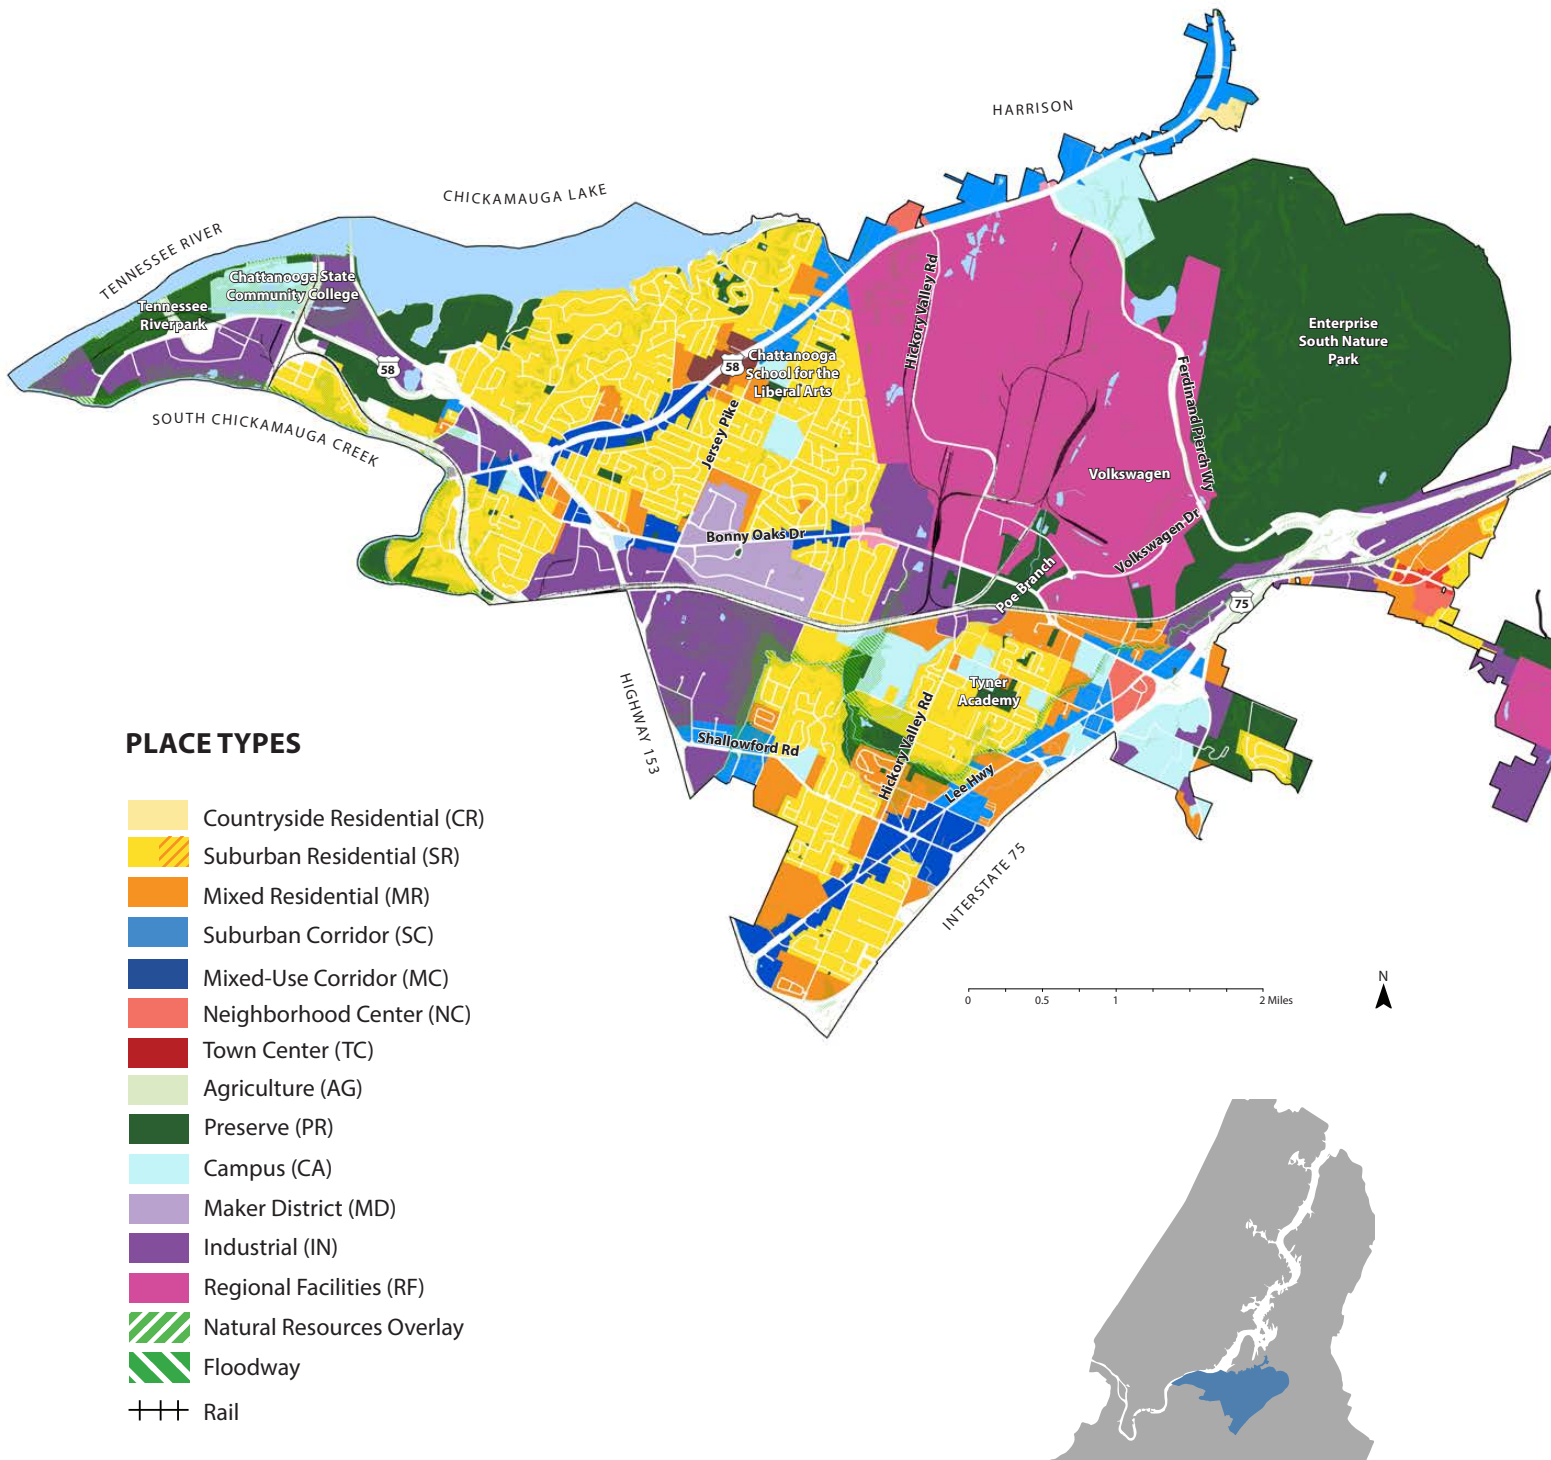 HARRISON
CHICKAMAUGA LAKE
TENNESSEE RIVER
Chattanooga State
Community College
Tennessee
Riverpark
58
SOUTH CHICKAMAUGA CREEK
58
Chattanooga
School for the
Liberal Arts
Jersey Pike
Hickory Valley Rd
Enterprise
South Nature
Park
Ferdinand Pierch Wy
Volkswagen
Volkswagen Dr
Bonny Oaks Dr
Poe Branch
75
Tyner
Academy
HIGHWAY 153
Hickory Valley Rd
Shallowford Rd
Lee Hwy
INTERSTATE 75
0 0.5 1 2 Miles
N
PLACE TYPES
Countryside Residential (CR)
Suburban Residential (SR)
Mixed Residential (MR)
Suburban Corridor (SC)
Mixed-Use Corridor (MC)
Neighborhood Center (NC)
Town Center (TC)
Agriculture (AG)
Preserve (PR)
Campus (CA)
Maker District (MD)
Industrial (IN)
Regional Facilities (RF)
Natural Resources Overlay
Floodway
Rail